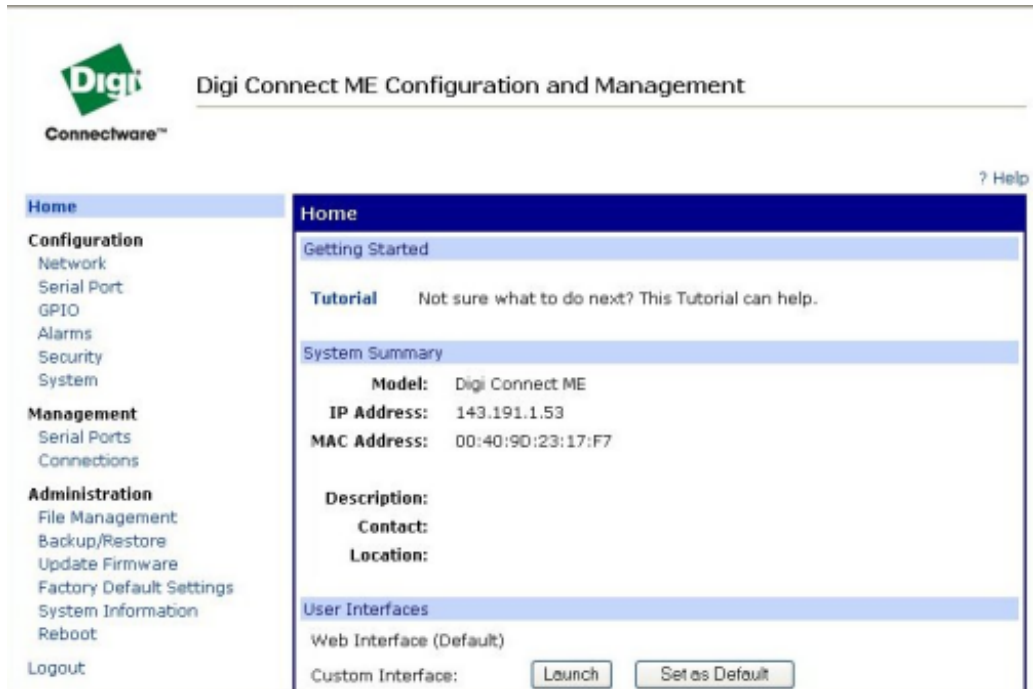 Digi
Connectware™
Digi Connect ME Configuration and Management
? Help
Home
Configuration
Network
Serial Port
GPIO
Alarms
Security
System
Management
Serial Ports
Connections
Administration
File Management
Backup/Restore
Update Firmware
Factory Default Settings
System Information
Reboot
Logout
Home
Getting Started
Tutorial Not sure what to do next? This Tutorial can help.
System Summary
Model: Digi Connect ME
IP Address: 143.191.1.53
MAC Address: 00:40:9D:23:17:F7
Description:
Contact:
Location:
User Interfaces
Web Interface (Default)
Custom Interface: Launch Set as Default